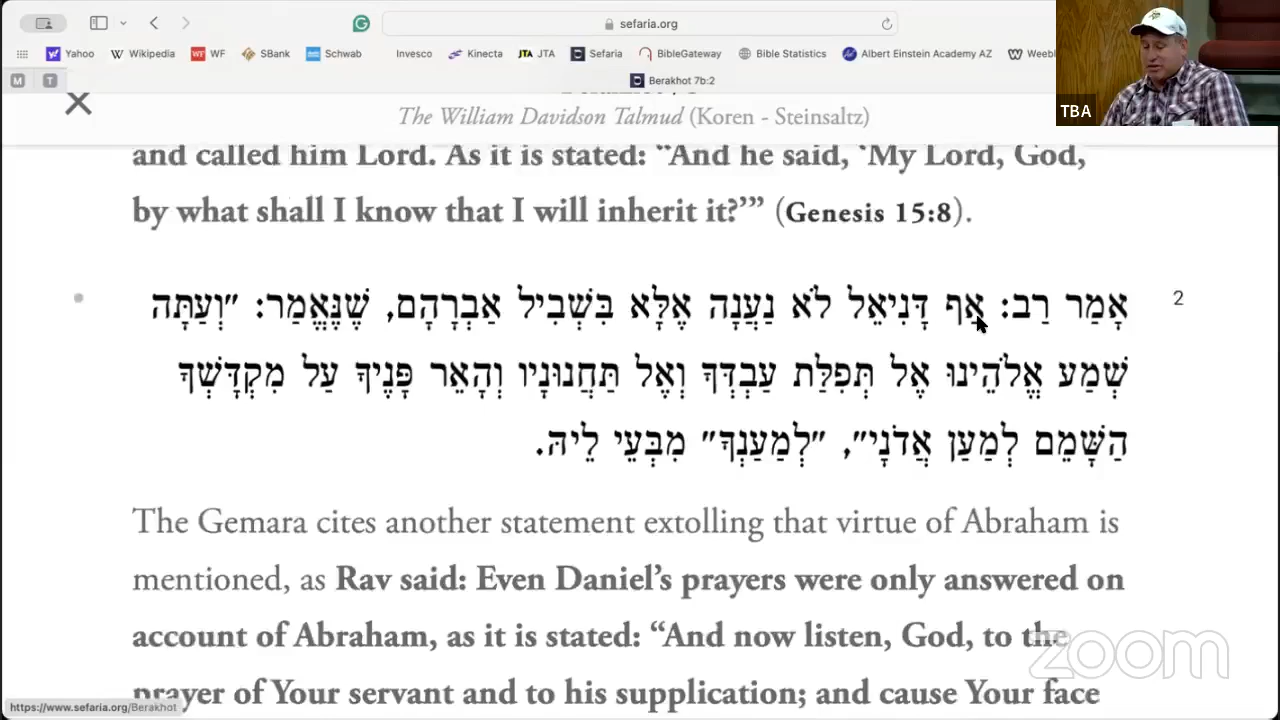 sefaria.org
Yahoo Wikipedia WF WF SBank Schwab Invesco Kinecta JTA JTA Sefaria BibleGateway Bible Statistics Albert Einstein Academy AZ Weebl
M T Berakhot 7b:2
The William Davidson Talmud (Koren - Steinsaltz)
and called him Lord. As it is stated: “And he said, ‘My Lord, God,
by what shall I know that I will inherit it?’” (Genesis 15:8).
2
אָמַר רַב: אַף דָּנִיאֵל לֹא נַעֲנָה אֶלָּא בִּשְׁבִיל אַבְרָהָם, שֶׁנֶּאֱמַר: ״וְעַתָּה
שְׁמַע אֱלֹהֵינוּ אֶל תְּפִלַּת עַבְדְּךָ וְאֶל תַּחֲנוּנָיו וְהָאֵר פָּנֶיךָ עַל מִקְדָּשְׁךָ
הַשָּׁמֵם לְמַעַן אֲדֹנָי״, ״לְמַעַנְךָ״ מִבְּעֵי לֵיהּ.
The Gemara cites another statement extolling that virtue of Abraham is
mentioned, as Rav said: Even Daniel’s prayers were only answered on
account of Abraham, as it is stated: “And now listen, God, to the
prayer of Your servant and to his supplication; and cause Your face
https://www.sefaria.org/Berakhot
TBA
zoom